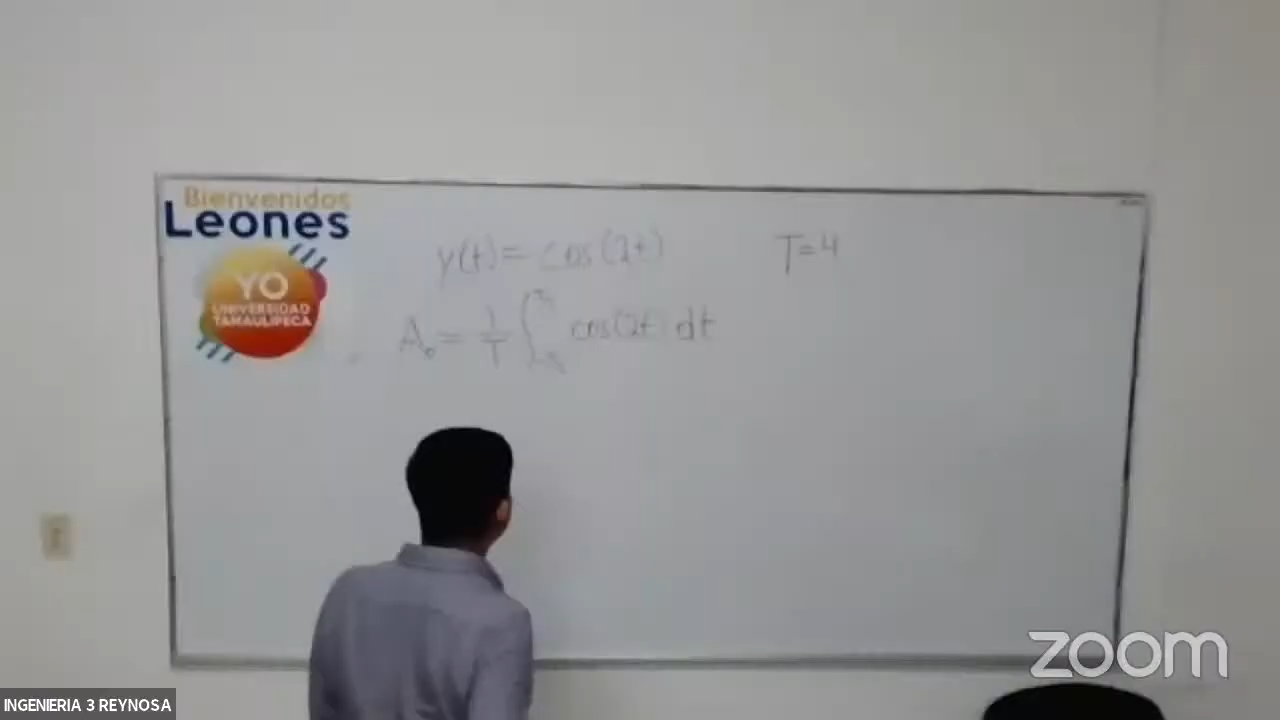 Bienvenidos
Leones
YO
UNIVERSIDAD
TAMAULIPECA
y(t)= cos(2t) T=4
A₀ = 1/T ∫ cos(2t) dt
zoom
INGENIERIA 3 REYNOSA